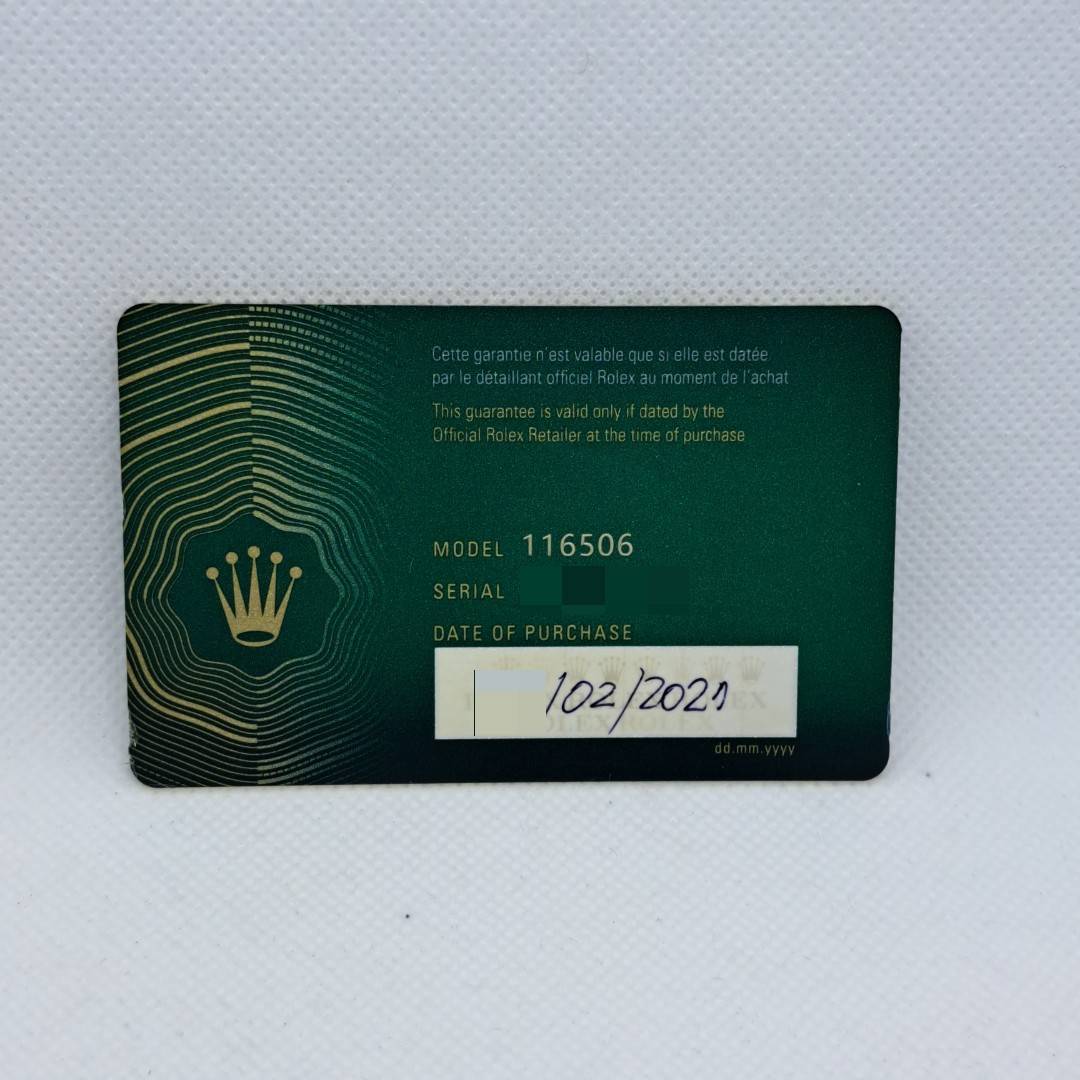 Cette garantie n'est valable que si elle est datée
par le détaillant officiel Rolex au moment de l'achat
This guarantee is valid only if dated by the
Official Rolex Retailer at the time of purchase
MODEL 116506
SERIAL
DATE OF PURCHASE
/02/2021
dd.mm.yyyy